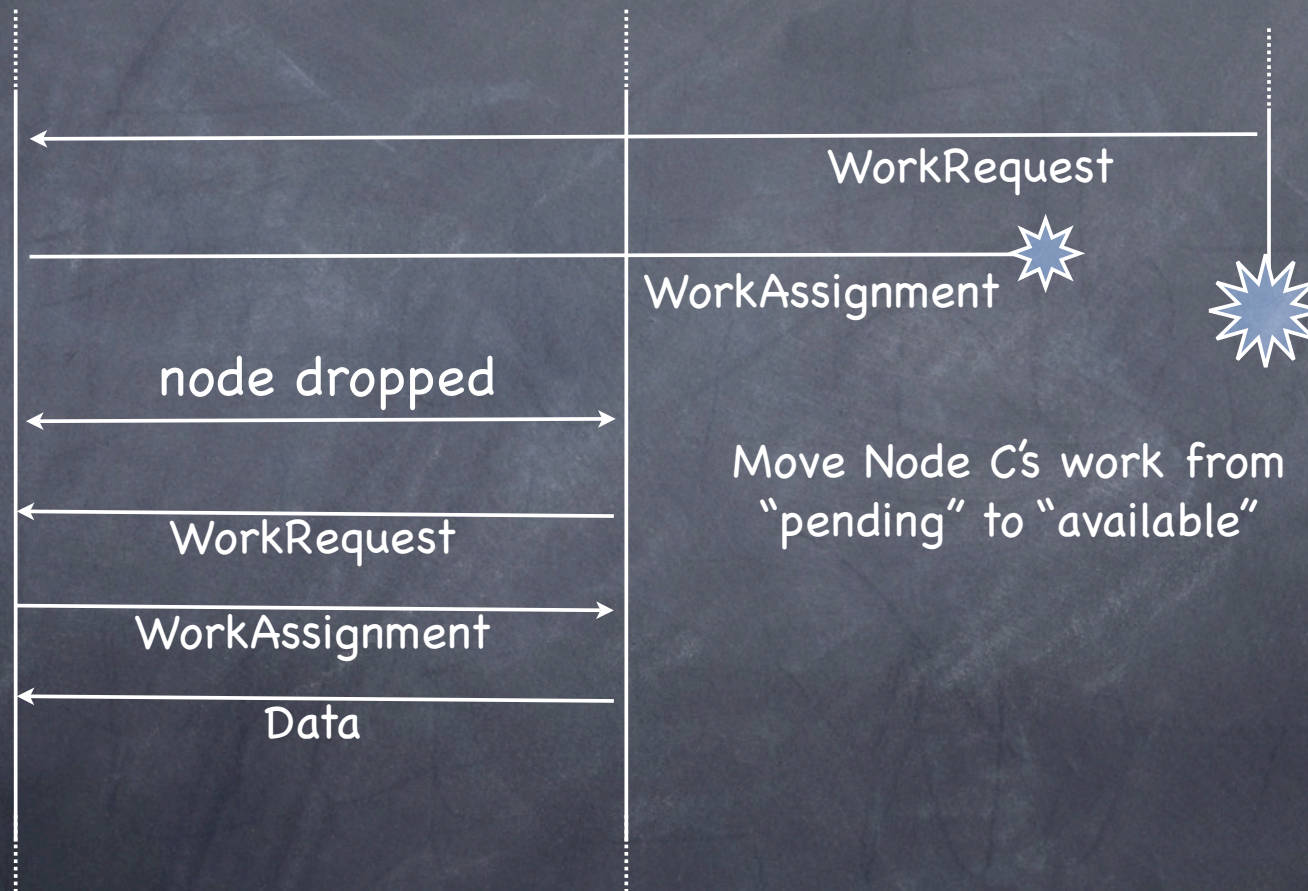 WorkRequest
WorkAssignment
node dropped
Move Node C's work from
“pending” to “available”
WorkRequest
WorkAssignment
Data